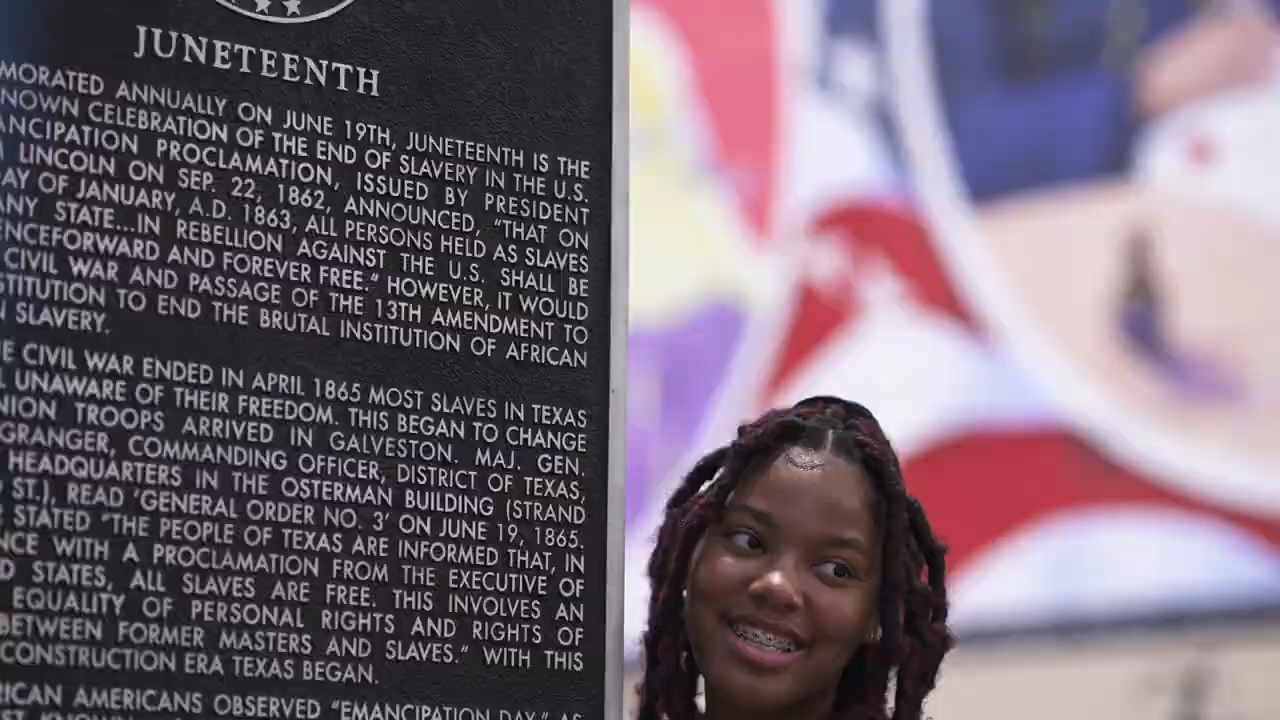 JUNETEENTH
MORATED ANNUALLY ON JUNE 19TH, JUNETEENTH IS THE
NOWN CELEBRATION OF THE END OF SLAVERY IN THE U.S.
ANCIPATION PROCLAMATION, ISSUED BY PRESIDENT
LINCOLN ON SEP. 22, 1862, ANNOUNCED, "THAT ON
AY OF JANUARY, A.D. 1863, ALL PERSONS HELD AS SLAVES
ANY STATE...IN REBELLION AGAINST THE U.S. SHALL BE
ENCEFORWARD AND FOREVER FREE." HOWEVER, IT WOULD
CIVIL WAR AND PASSAGE OF THE 13TH AMENDMENT TO
STITUTION TO END THE BRUTAL INSTITUTION OF AFRICAN
SLAVERY.
E CIVIL WAR ENDED IN APRIL 1865 MOST SLAVES IN TEXAS
L UNAWARE OF THEIR FREEDOM. THIS BEGAN TO CHANGE
NION TROOPS ARRIVED IN GALVESTON. MAJ. GEN.
GRANGER, COMMANDING OFFICER, DISTRICT OF TEXAS,
HEADQUARTERS IN THE OSTERMAN BUILDING (STRAND
ST.), READ 'GENERAL ORDER NO. 3' ON JUNE 19, 1865.
STATED "THE PEOPLE OF TEXAS ARE INFORMED THAT, IN
NCE WITH A PROCLAMATION FROM THE EXECUTIVE OF
D STATES, ALL SLAVES ARE FREE. THIS INVOLVES AN
EQUALITY OF PERSONAL RIGHTS AND RIGHTS OF
BETWEEN FORMER MASTERS AND SLAVES." WITH THIS
CONSTRUCTION ERA TEXAS BEGAN.
RICAN AMERICANS OBSERVED "EMANCIPATION DAY," AS